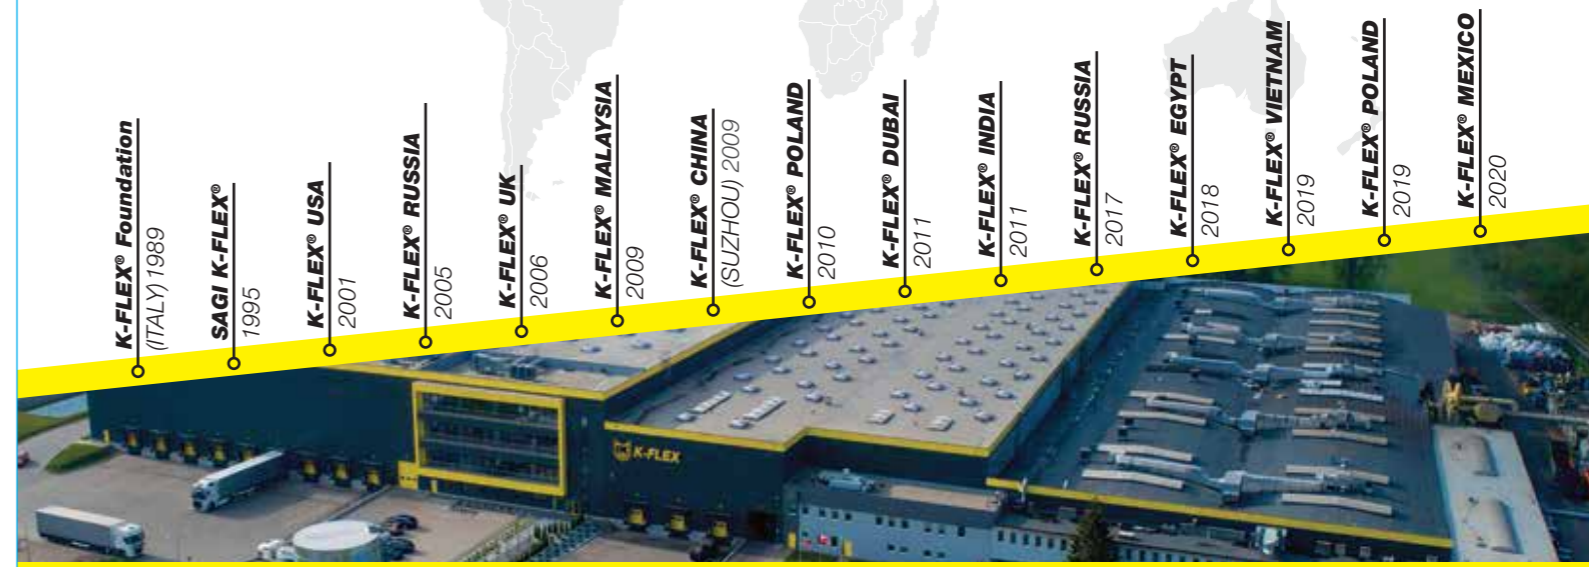 K-FLEX® Foundation
(ITALY) 1989
SAGI K-FLEX®
1995
K-FLEX® USA
2001
K-FLEX® RUSSIA
2005
K-FLEX® UK
2006
K-FLEX® MALAYSIA
2009
K-FLEX® CHINA
(SUZHOU) 2009
K-FLEX® POLAND
2010
K-FLEX® DUBAI
2011
K-FLEX® INDIA
2011
K-FLEX® RUSSIA
2017
K-FLEX® EGYPT
2018
K-FLEX® VIETNAM
2019
K-FLEX® POLAND
2019
K-FLEX® MEXICO
2020
K-FLEX